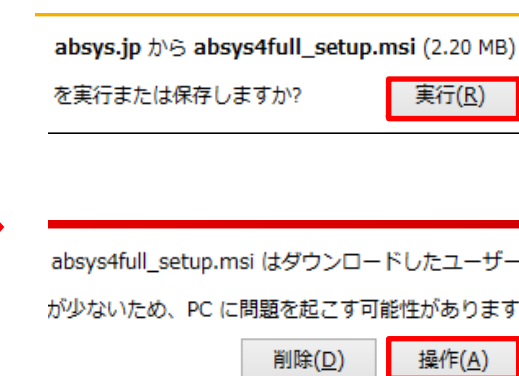 absys.jp から absys4full_setup.msi (2.20 MB)
を実行または保存しますか? 実行(R)
absys4full_setup.msi はダウンロードしたユーザー
が少ないため、PC に問題を起こす可能性があります
削除(D) 操作(A)